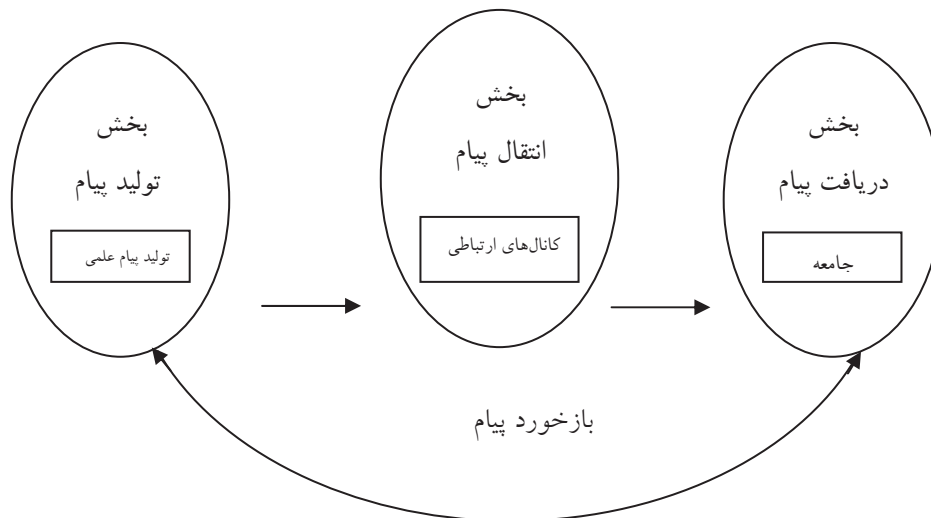 بخش
تولید پیام
تولید پیام علمی
بخش
انتقال پیام
کانال‌های ارتباطی
بخش
دریافت پیام
جامعه
بازخورد پیام